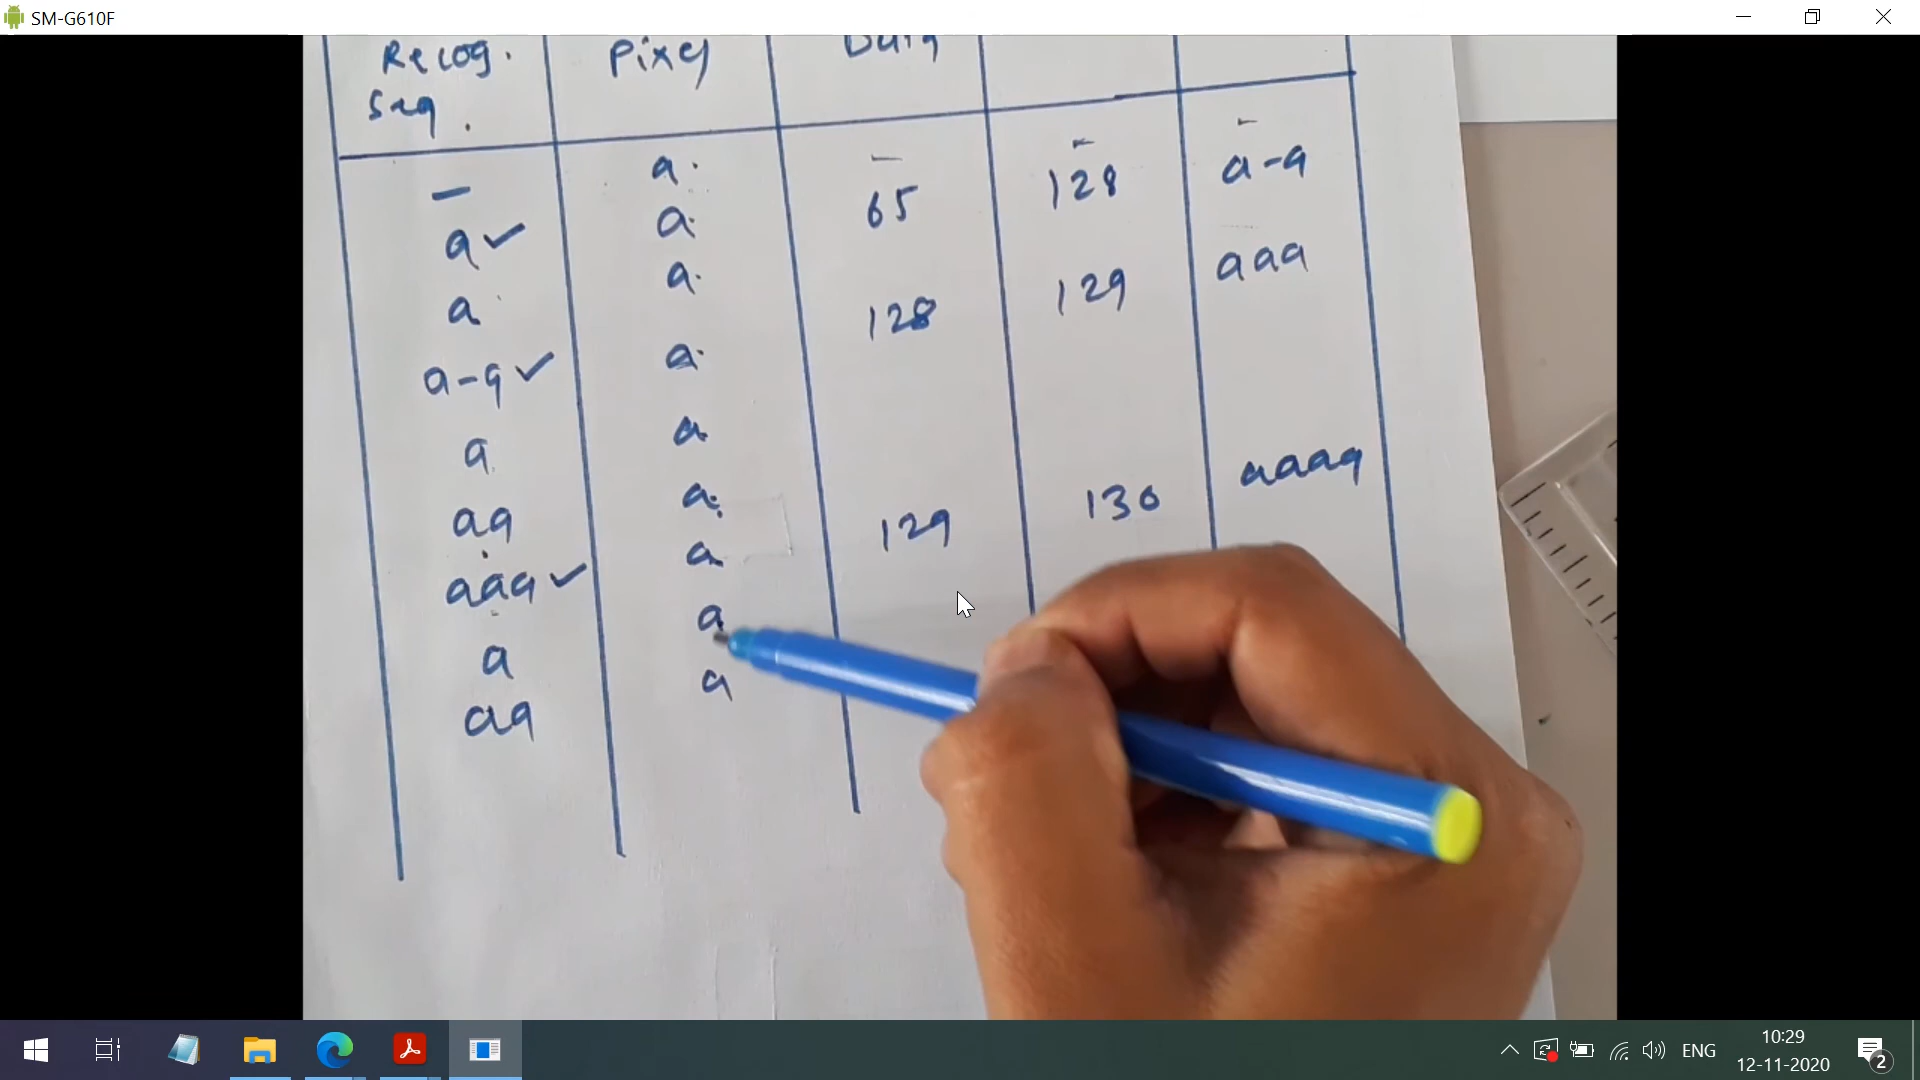 SM-G610F
Recog. Pixel Data
Seq.
- a. - - -
a ✓ a. 65 128 a-a
a a. 128 129 aaa
a-a ✓ a.
a a
aa a. 129 130 aaaa
aaa ✓ a
a a
aa a
ENG
10:29
12-11-2020
2